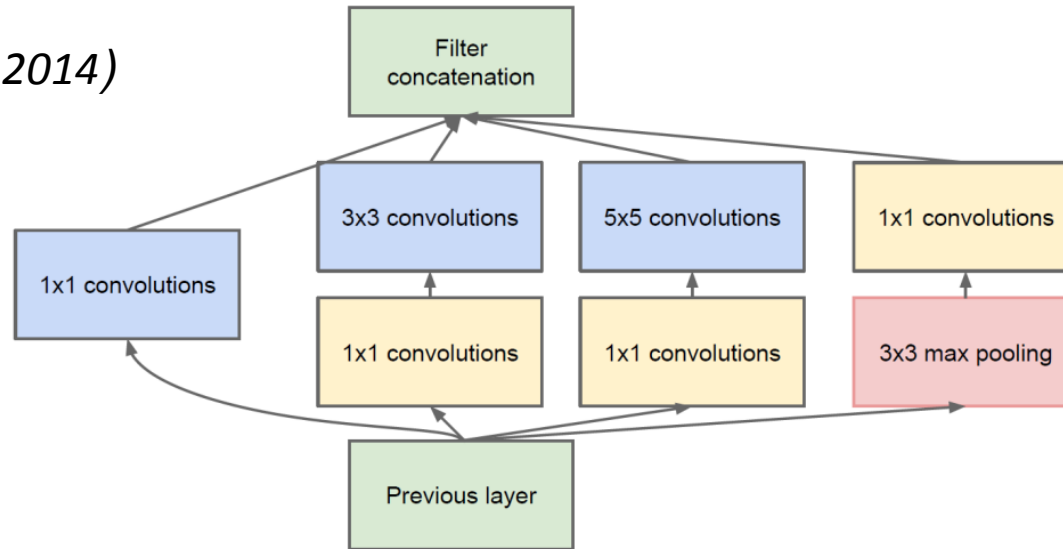 2014)
Filter
concatenation
3x3 convolutions
5x5 convolutions
1x1 convolutions
1x1 convolutions
1x1 convolutions
1x1 convolutions
3x3 max pooling
Previous layer